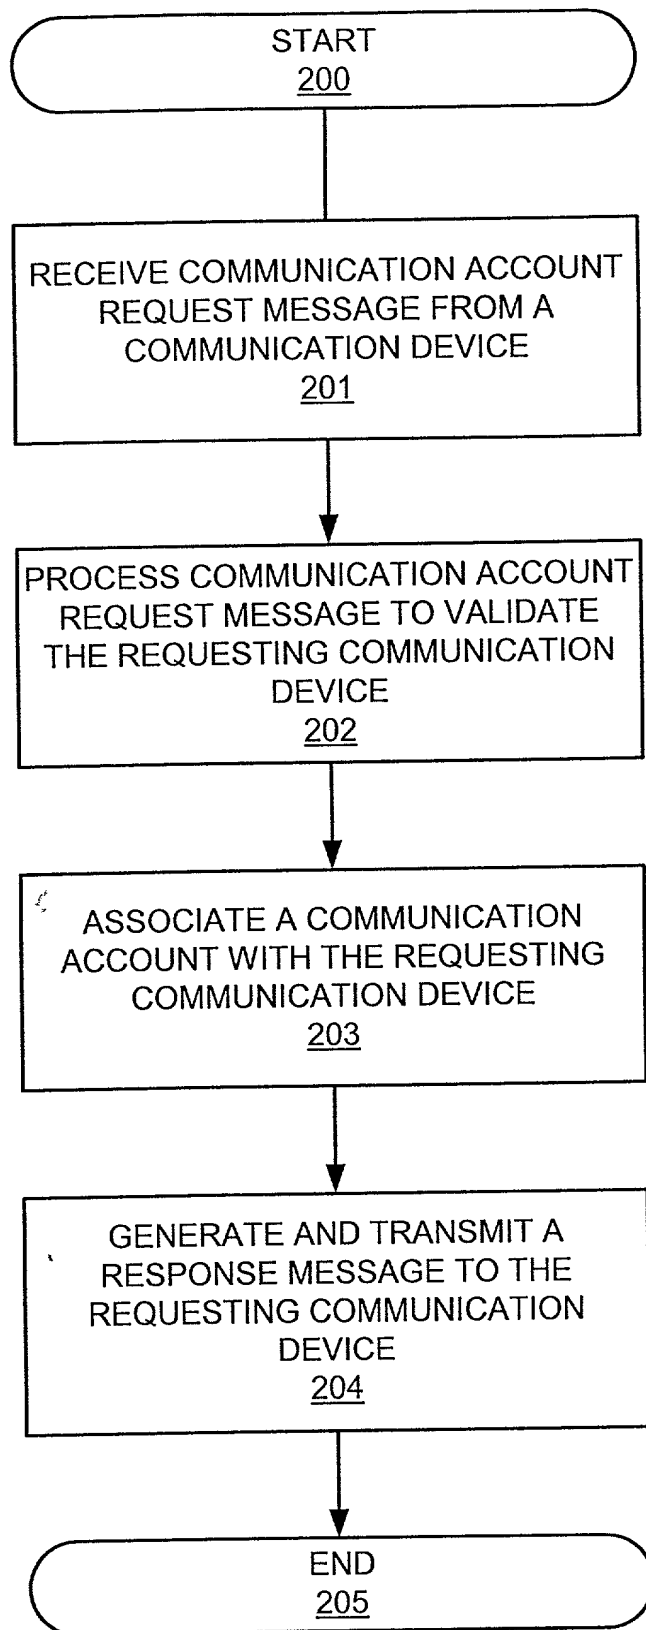 START
200
RECEIVE COMMUNICATION ACCOUNT
REQUEST MESSAGE FROM A
COMMUNICATION DEVICE
201
PROCESS COMMUNICATION ACCOUNT
REQUEST MESSAGE TO VALIDATE
THE REQUESTING COMMUNICATION
DEVICE
202
ASSOCIATE A COMMUNICATION
ACCOUNT WITH THE REQUESTING
COMMUNICATION DEVICE
203
GENERATE AND TRANSMIT A
RESPONSE MESSAGE TO THE
REQUESTING COMMUNICATION
DEVICE
204
END
205